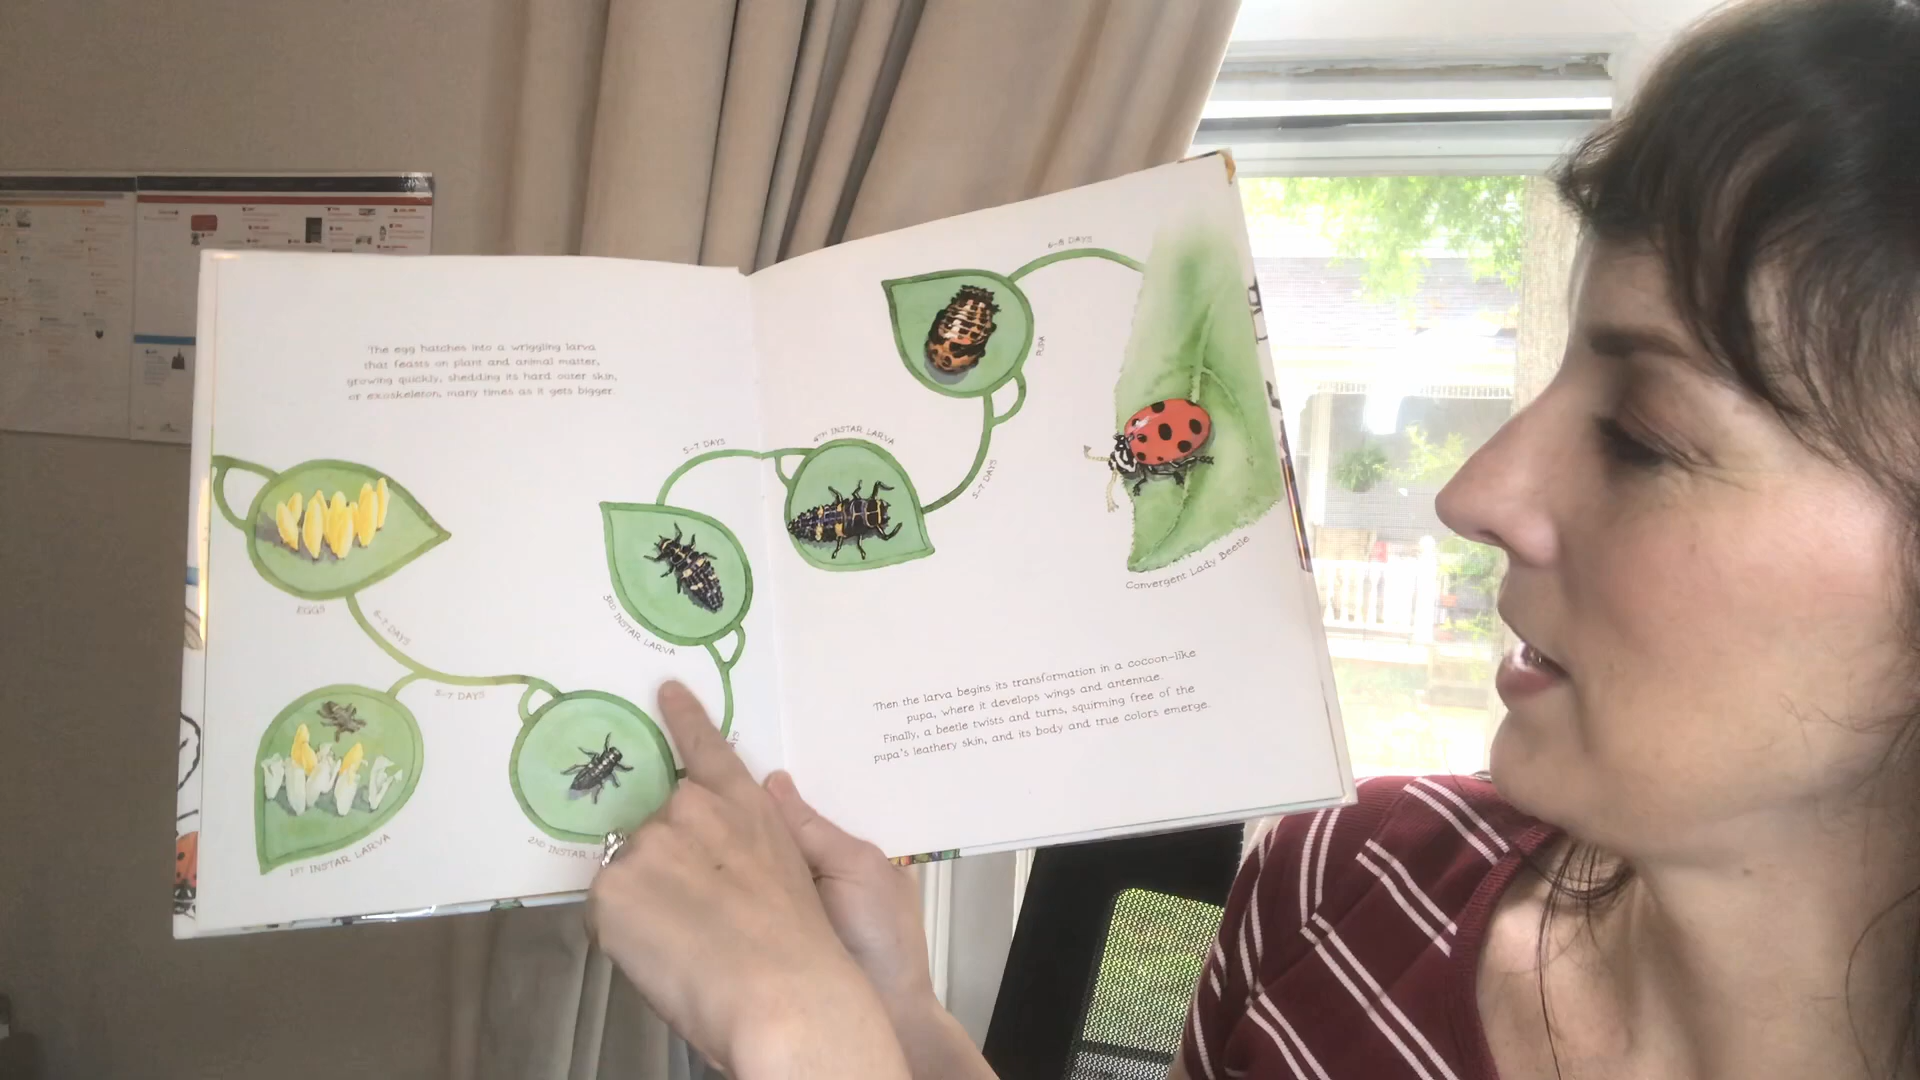 The egg hatches into a wriggling larva
that feasts on plant and animal matter,
growing quickly, shedding its hard outer skin,
or exoskeleton, many times as it gets bigger.
EGGS
5-7 DAYS
1ST INSTAR LARVA
2ND INSTAR
DAYS
3RD INSTAR LARVA
5-7 DAYS
4TH INSTAR LARVA
5-7 DAYS
PUPA
6-8 DAYS
Convergent Lady Beetle
Then the larva begins its transformation in a cocoon-like
pupa, where it develops wings and antennae.
Finally, a beetle twists and turns, squirming free of the
pupa's leathery skin, and its body and true colors emerge.